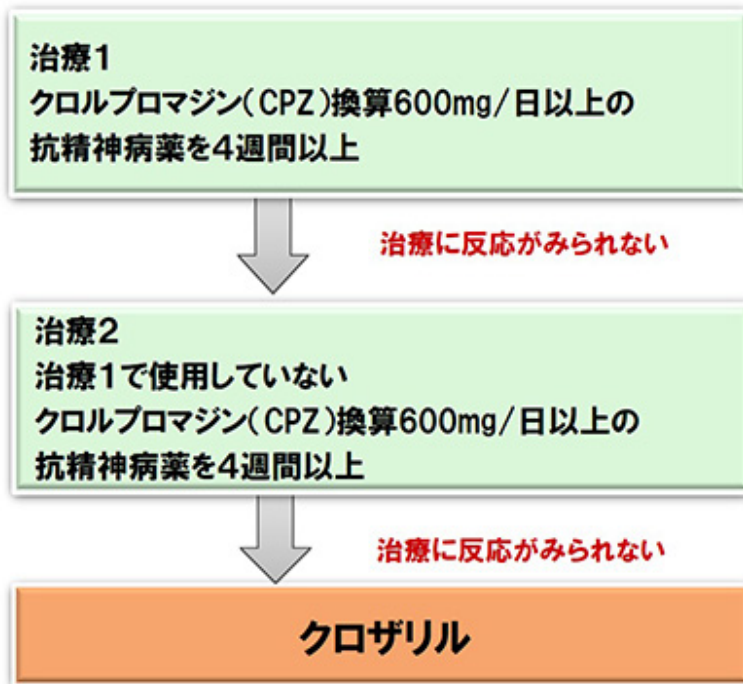 治療1
クロルプロマジン(CPZ)換算600mg/日以上の
抗精神病薬を4週間以上
治療に反応がみられない
治療2
治療1で使用していない
クロルプロマジン(CPZ)換算600mg/日以上の
抗精神病薬を4週間以上
治療に反応がみられない
クロザリル